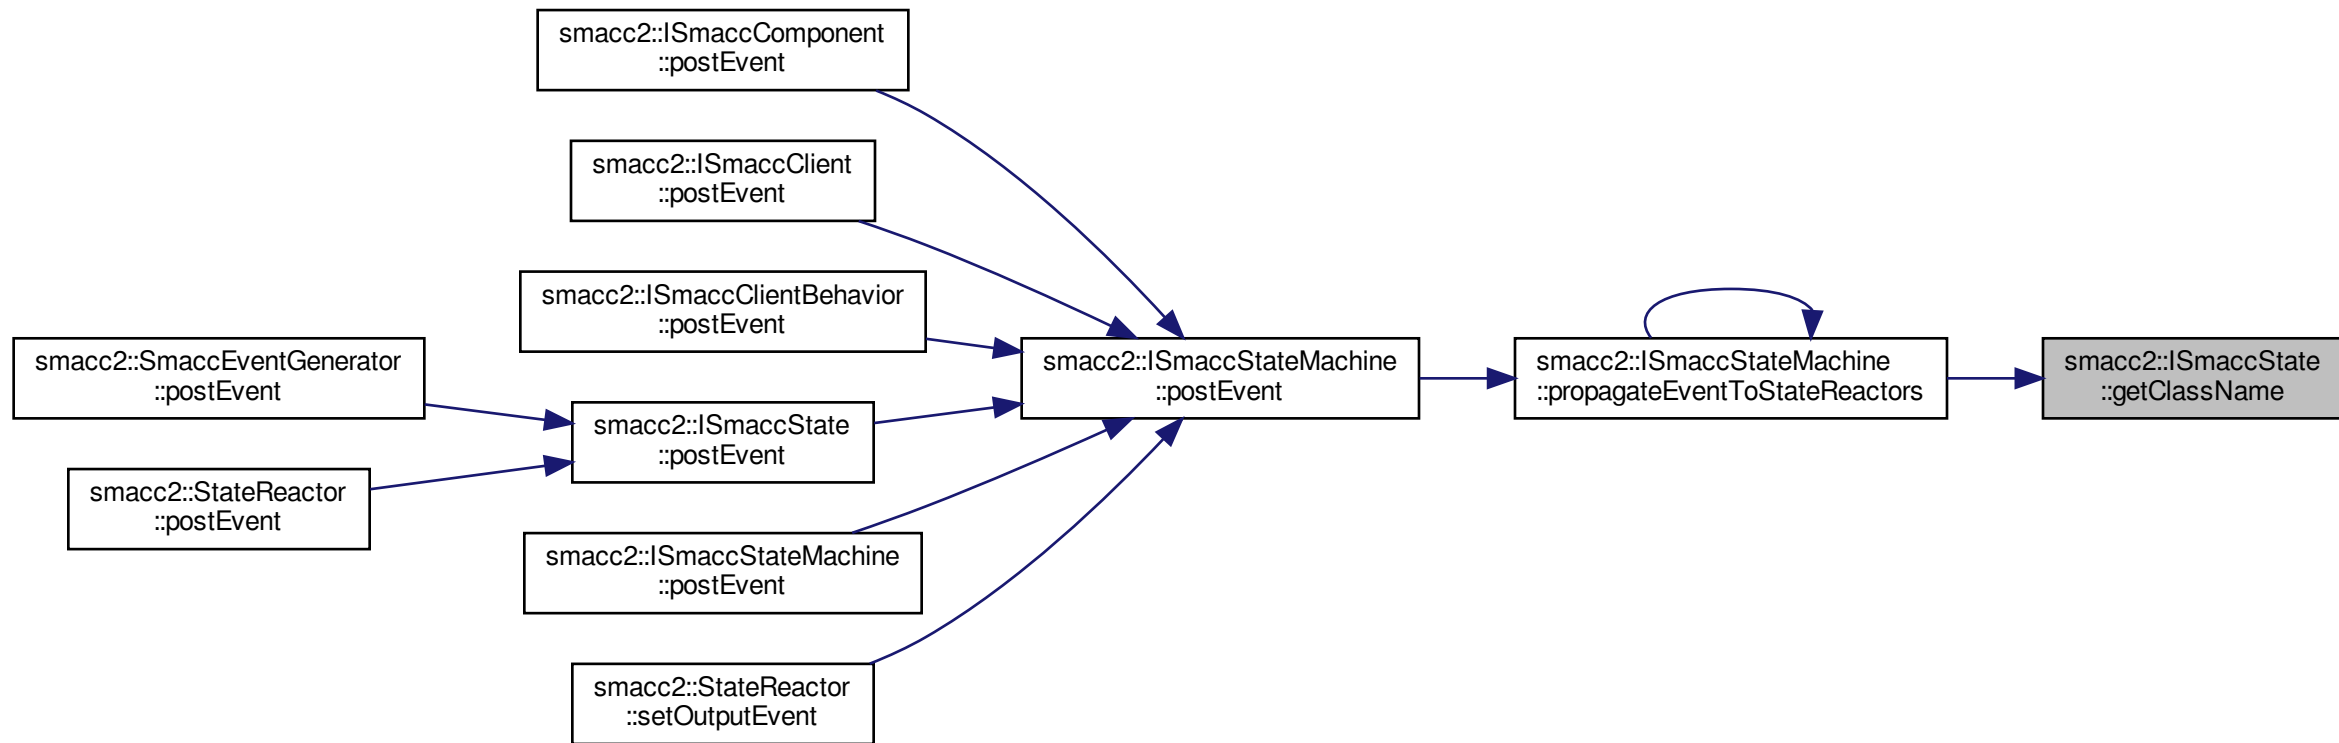 smacc2::ISmaccComponent
::postEvent
smacc2::ISmaccClient
::postEvent
smacc2::ISmaccClientBehavior
::postEvent
smacc2::SmaccEventGenerator
::postEvent
smacc2::ISmaccStateMachine
::postEvent
smacc2::ISmaccStateMachine
::propagateEventToStateReactors
smacc2::ISmaccState
::getClassName
smacc2::ISmaccState
::postEvent
smacc2::StateReactor
::postEvent
smacc2::ISmaccStateMachine
::postEvent
smacc2::StateReactor
::setOutputEvent